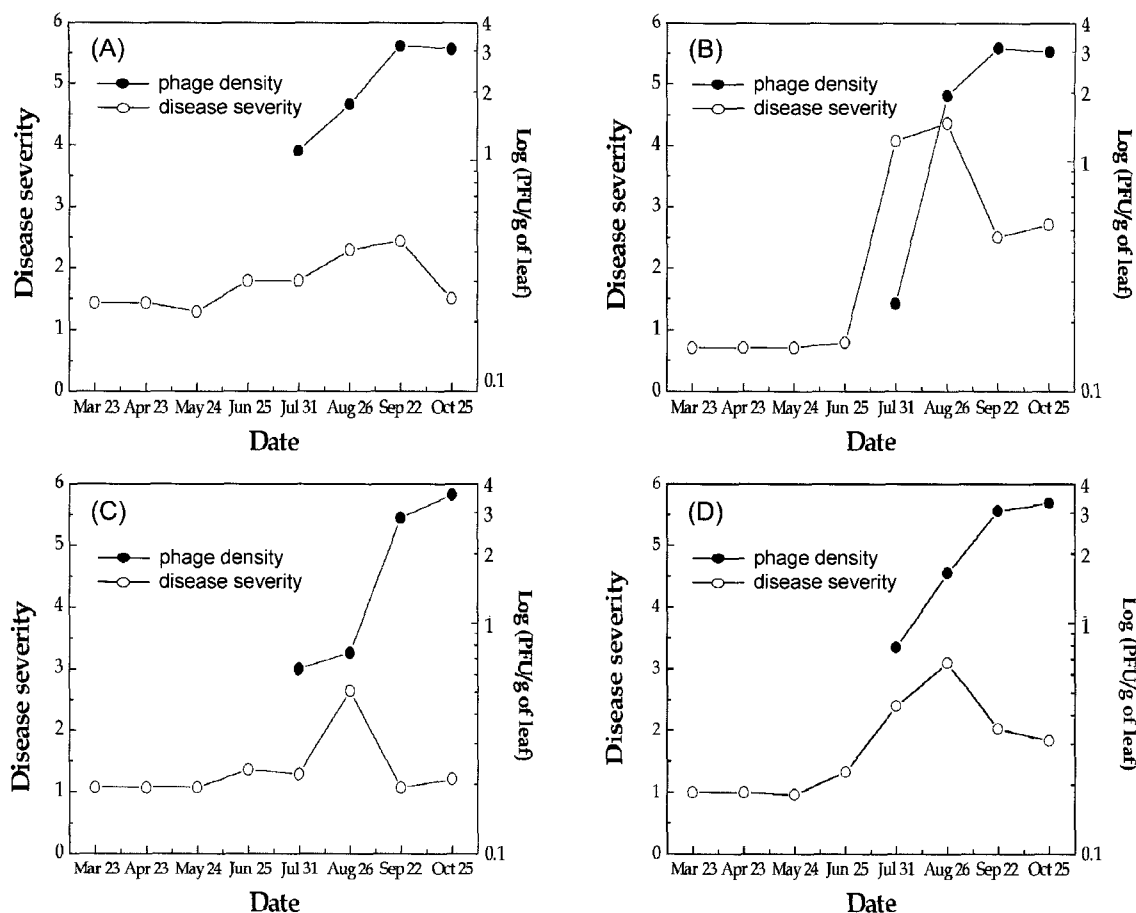 (A)
phage density
disease severity
Disease severity
6
5
4
3
2
1
0
4
3
2
1
0.1
Log (PFU/g of leaf)
Mar 23 Apr 23 May 24 Jun 25 Jul 31 Aug 26 Sep 22 Oct 25
Date
(B)
phage density
disease severity
Disease severity
6
5
4
3
2
1
0
4
3
2
1
0.1
Log (PFU/g of leaf)
Mar 23 Apr 23 May 24 Jun 25 Jul 31 Aug 26 Sep 22 Oct 25
Date
(C)
phage density
disease severity
Disease severity
6
5
4
3
2
1
0
4
3
2
1
0.1
Log (PFU/g of leaf)
Mar 23 Apr 23 May 24 Jun 25 Jul 31 Aug 26 Sep 22 Oct 25
Date
(D)
phage density
disease severity
Disease severity
6
5
4
3
2
1
0
4
3
2
1
0.1
Log (PFU/g of leaf)
Mar 23 Apr 23 May 24 Jun 25 Jul 31 Aug 26 Sep 22 Oct 25
Date